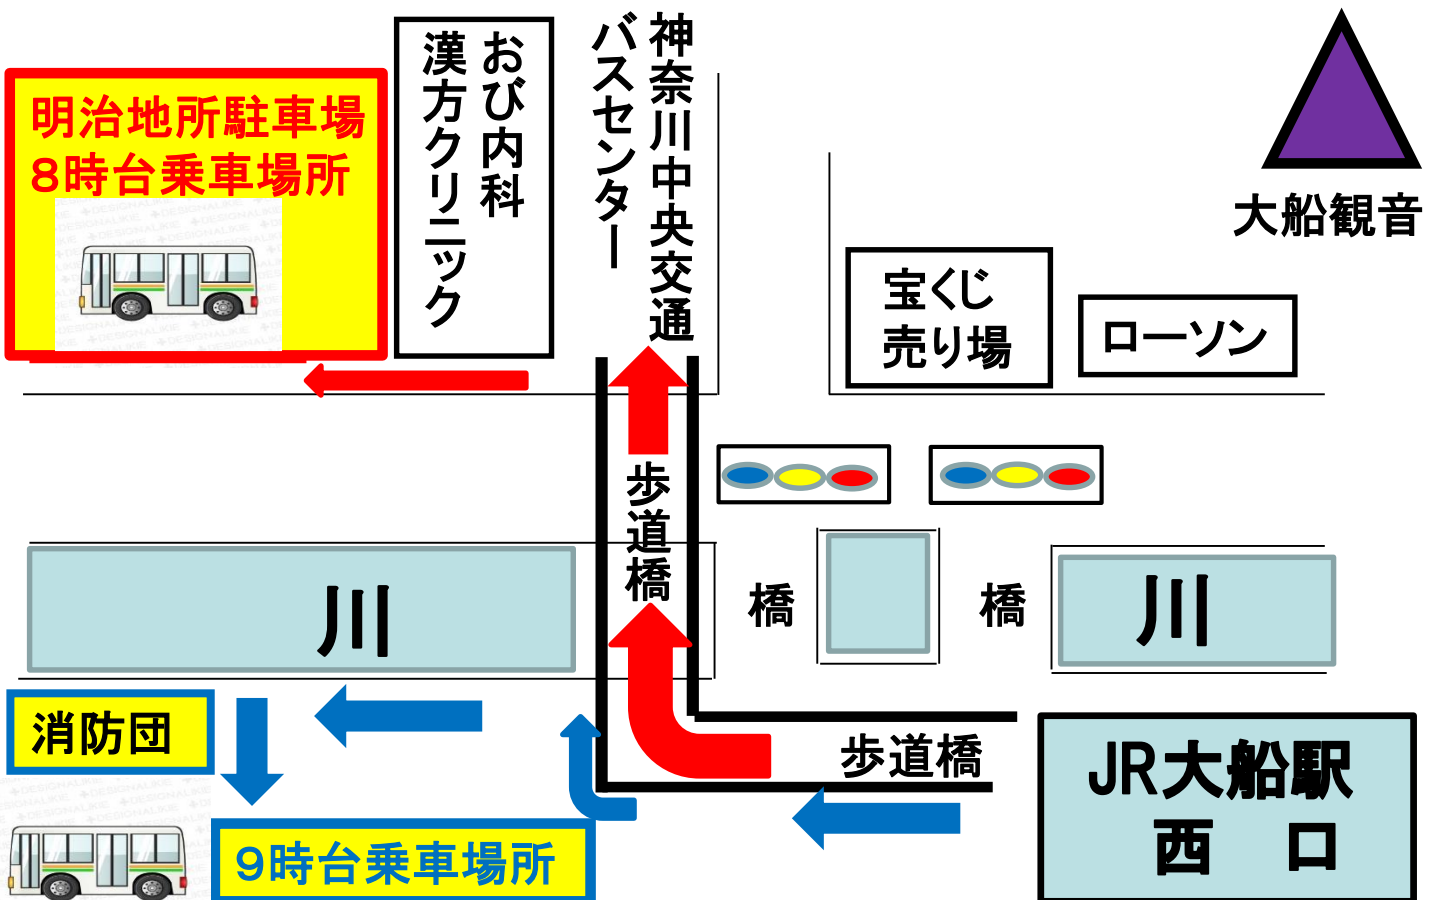 神奈川中央交通
バスセンター
おび内科
漢方クリニック
明治地所駐車場
8時台乗車場所
大船観音
宝くじ
売り場
ローソン
歩道橋
川
橋
橋
川
消防団
歩道橋
JR大船駅
西 口
9時台乗車場所